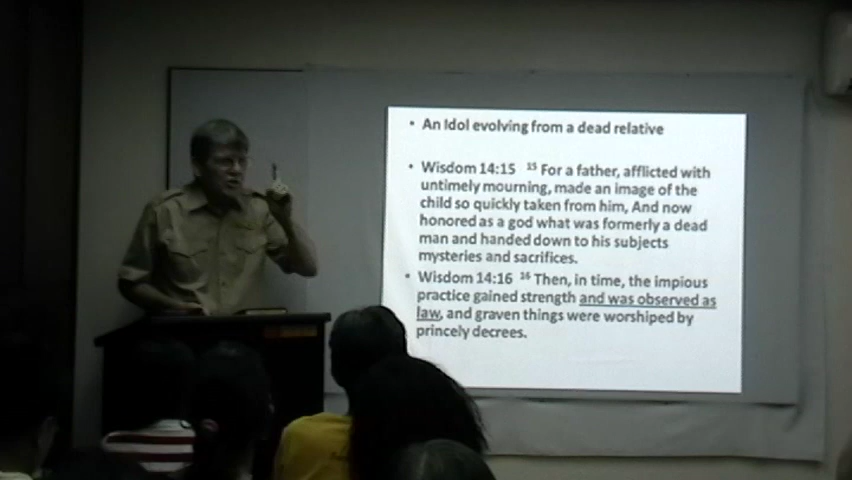 • An Idol evolving from a dead relative
• Wisdom 14:15 15 For a father, afflicted with
untimely mourning, made an image of the
child so quickly taken from him, And now
honored as a god what was formerly a dead
man and handed down to his subjects
mysteries and sacrifices.
• Wisdom 14:16 16 Then, in time, the impious
practice gained strength and was observed as
law, and graven things were worshiped by
princely decrees.